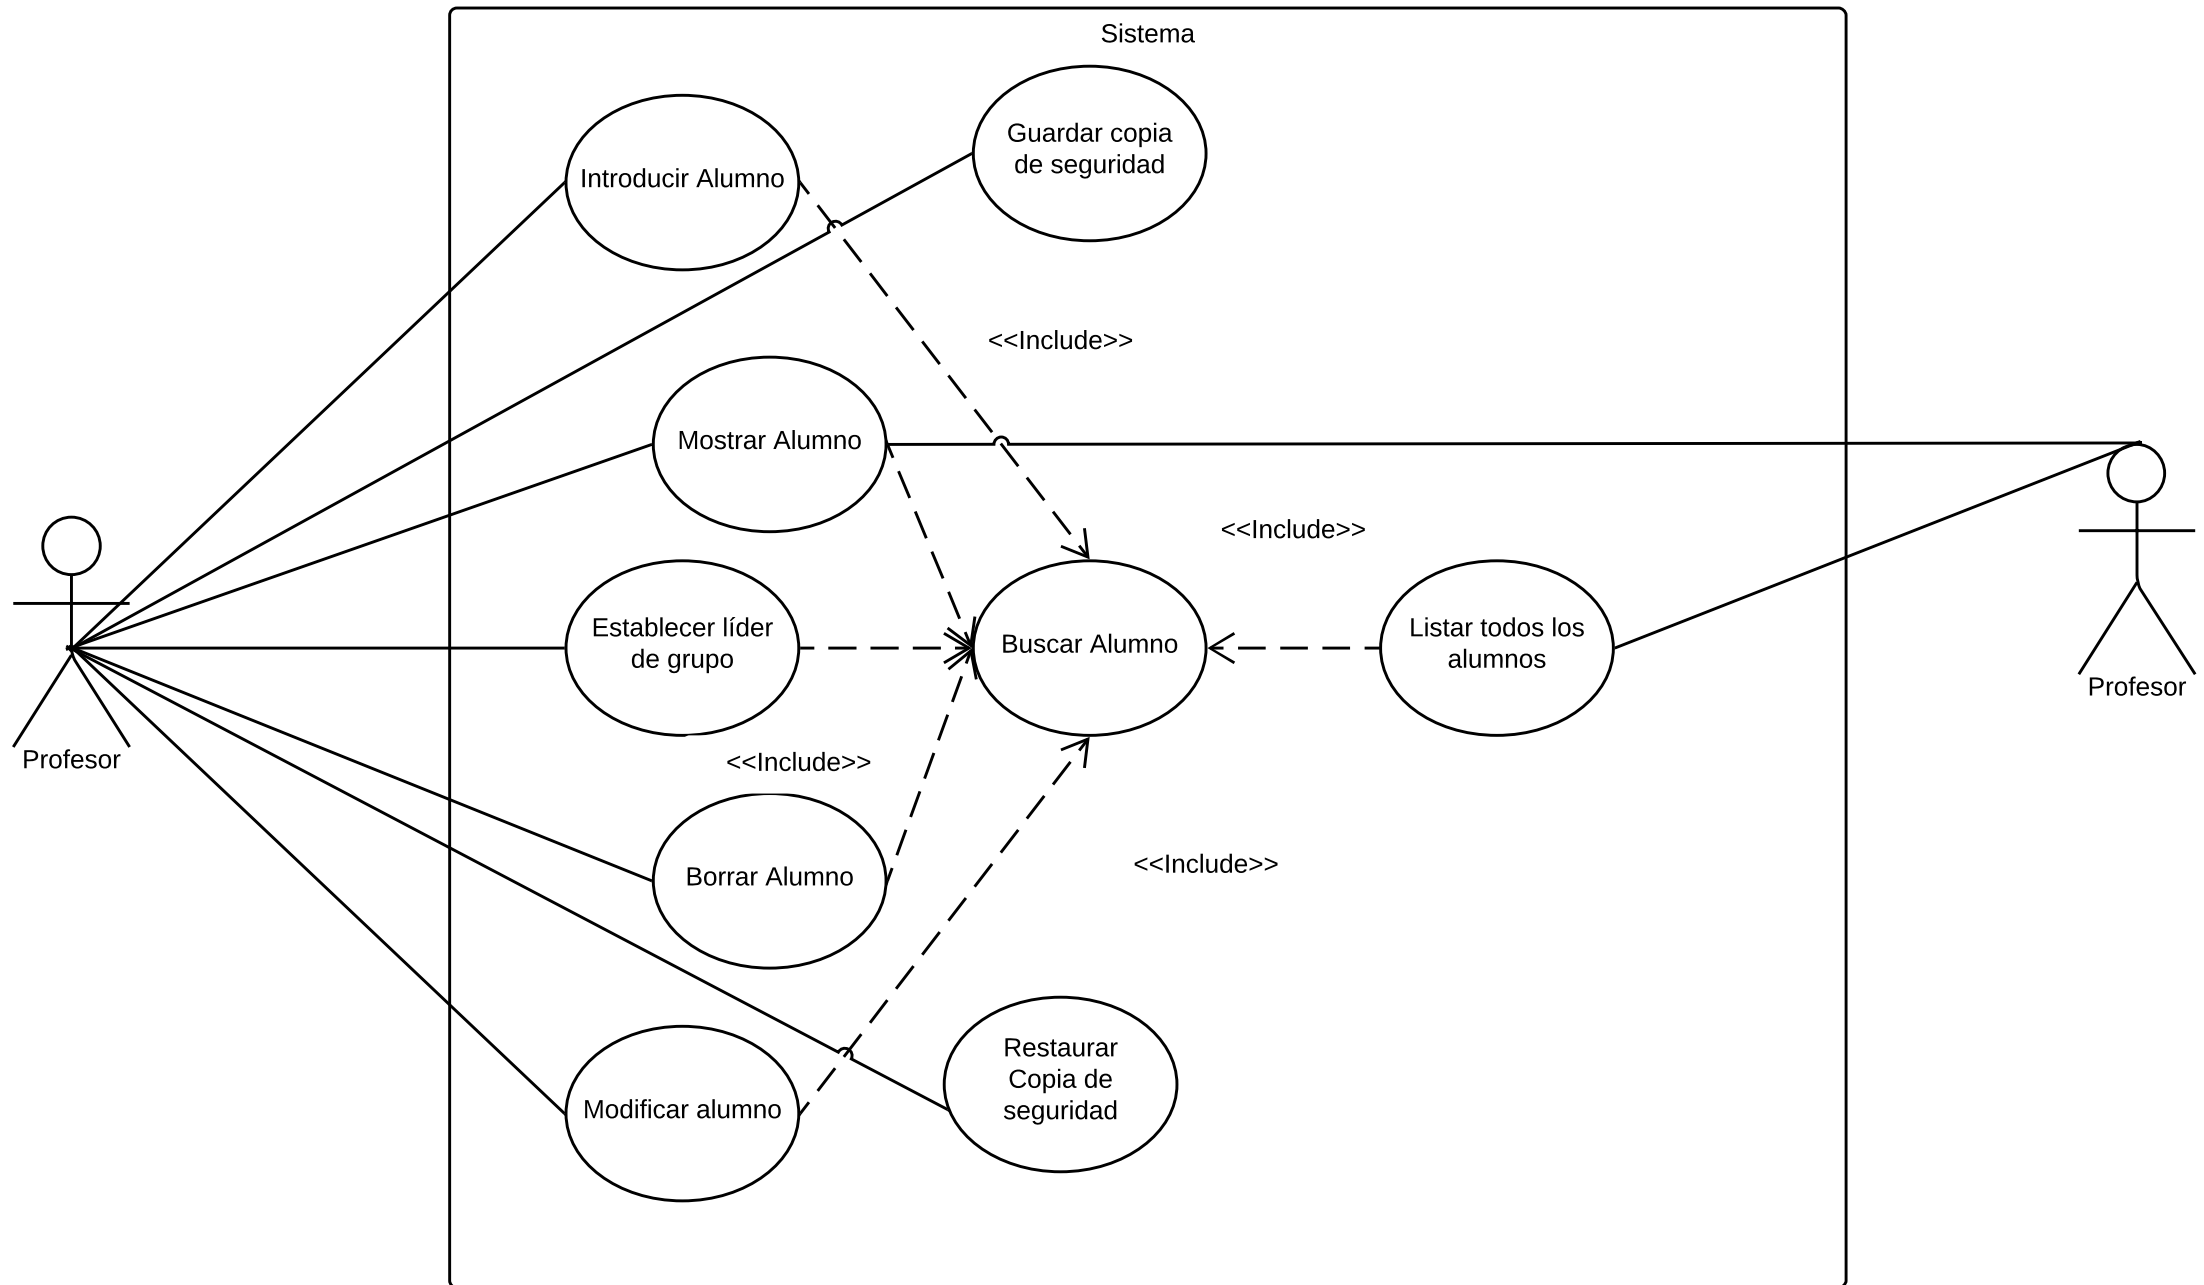 Sistema
Guardar copia
de seguridad
Introducir Alumno
<<Include>>
Mostrar Alumno
<<Include>>
Establecer líder
de grupo
Buscar Alumno
Listar todos los
alumnos
Profesor
Profesor
<<Include>>
Borrar Alumno
<<Include>>
Restaurar
Copia de
seguridad
Modificar alumno